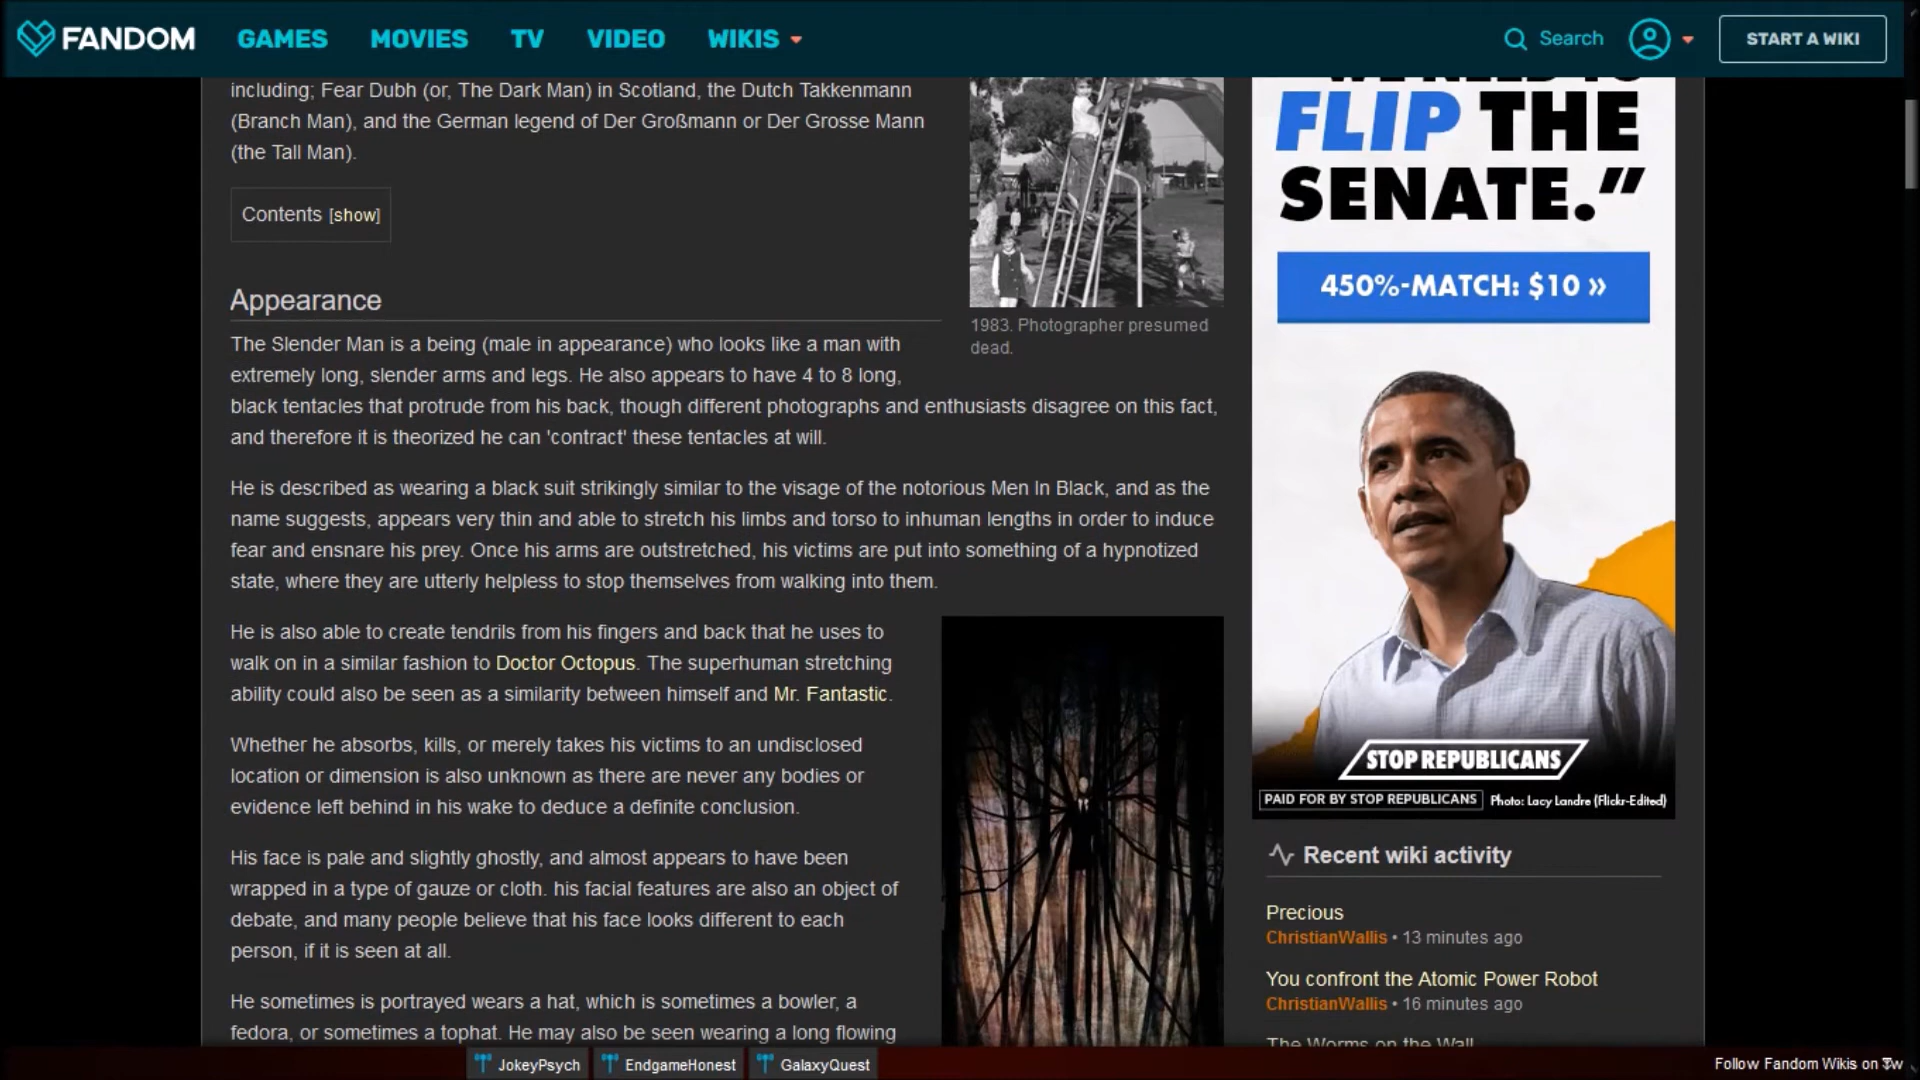 FANDOM
GAMES
MOVIES
TV
VIDEO
WIKIS
Search
START A WIKI
including; Fear Dubh (or, The Dark Man) in Scotland, the Dutch Takkenmann
(Branch Man), and the German legend of Der Großmann or Der Grosse Mann
(the Tall Man).
Contents [show]
1983. Photographer presumed
dead.
Appearance
The Slender Man is a being (male in appearance) who looks like a man with
extremely long, slender arms and legs. He also appears to have 4 to 8 long,
black tentacles that protrude from his back, though different photographs and enthusiasts disagree on this fact,
and therefore it is theorized he can 'contract' these tentacles at will.
He is described as wearing a black suit strikingly similar to the visage of the notorious Men In Black, and as the
name suggests, appears very thin and able to stretch his limbs and torso to inhuman lengths in order to induce
fear and ensnare his prey. Once his arms are outstretched, his victims are put into something of a hypnotized
state, where they are utterly helpless to stop themselves from walking into them.
He is also able to create tendrils from his fingers and back that he uses to
walk on in a similar fashion to Doctor Octopus. The superhuman stretching
ability could also be seen as a similarity between himself and Mr. Fantastic.
Whether he absorbs, kills, or merely takes his victims to an undisclosed
location or dimension is also unknown as there are never any bodies or
evidence left behind in his wake to deduce a definite conclusion.
His face is pale and slightly ghostly, and almost appears to have been
wrapped in a type of gauze or cloth. his facial features are also an object of
debate, and many people believe that his face looks different to each
person, if it is seen at all.
He sometimes is portrayed wears a hat, which is sometimes a bowler, a
fedora, or sometimes a tophat. He may also be seen wearing a long flowing
WE NEED TO
FLIP THE
SENATE.”
450%-MATCH: $10 »
STOP REPUBLICANS
PAID FOR BY STOP REPUBLICANS Photo: Lacy Landre (Flickr-Edited)
Recent wiki activity
Precious
ChristianWallis • 13 minutes ago
You confront the Atomic Power Robot
ChristianWallis • 16 minutes ago
The Worms on the Wall
JokeyPsych
EndgameHonest
GalaxyQuest
Follow Fandom Wikis on